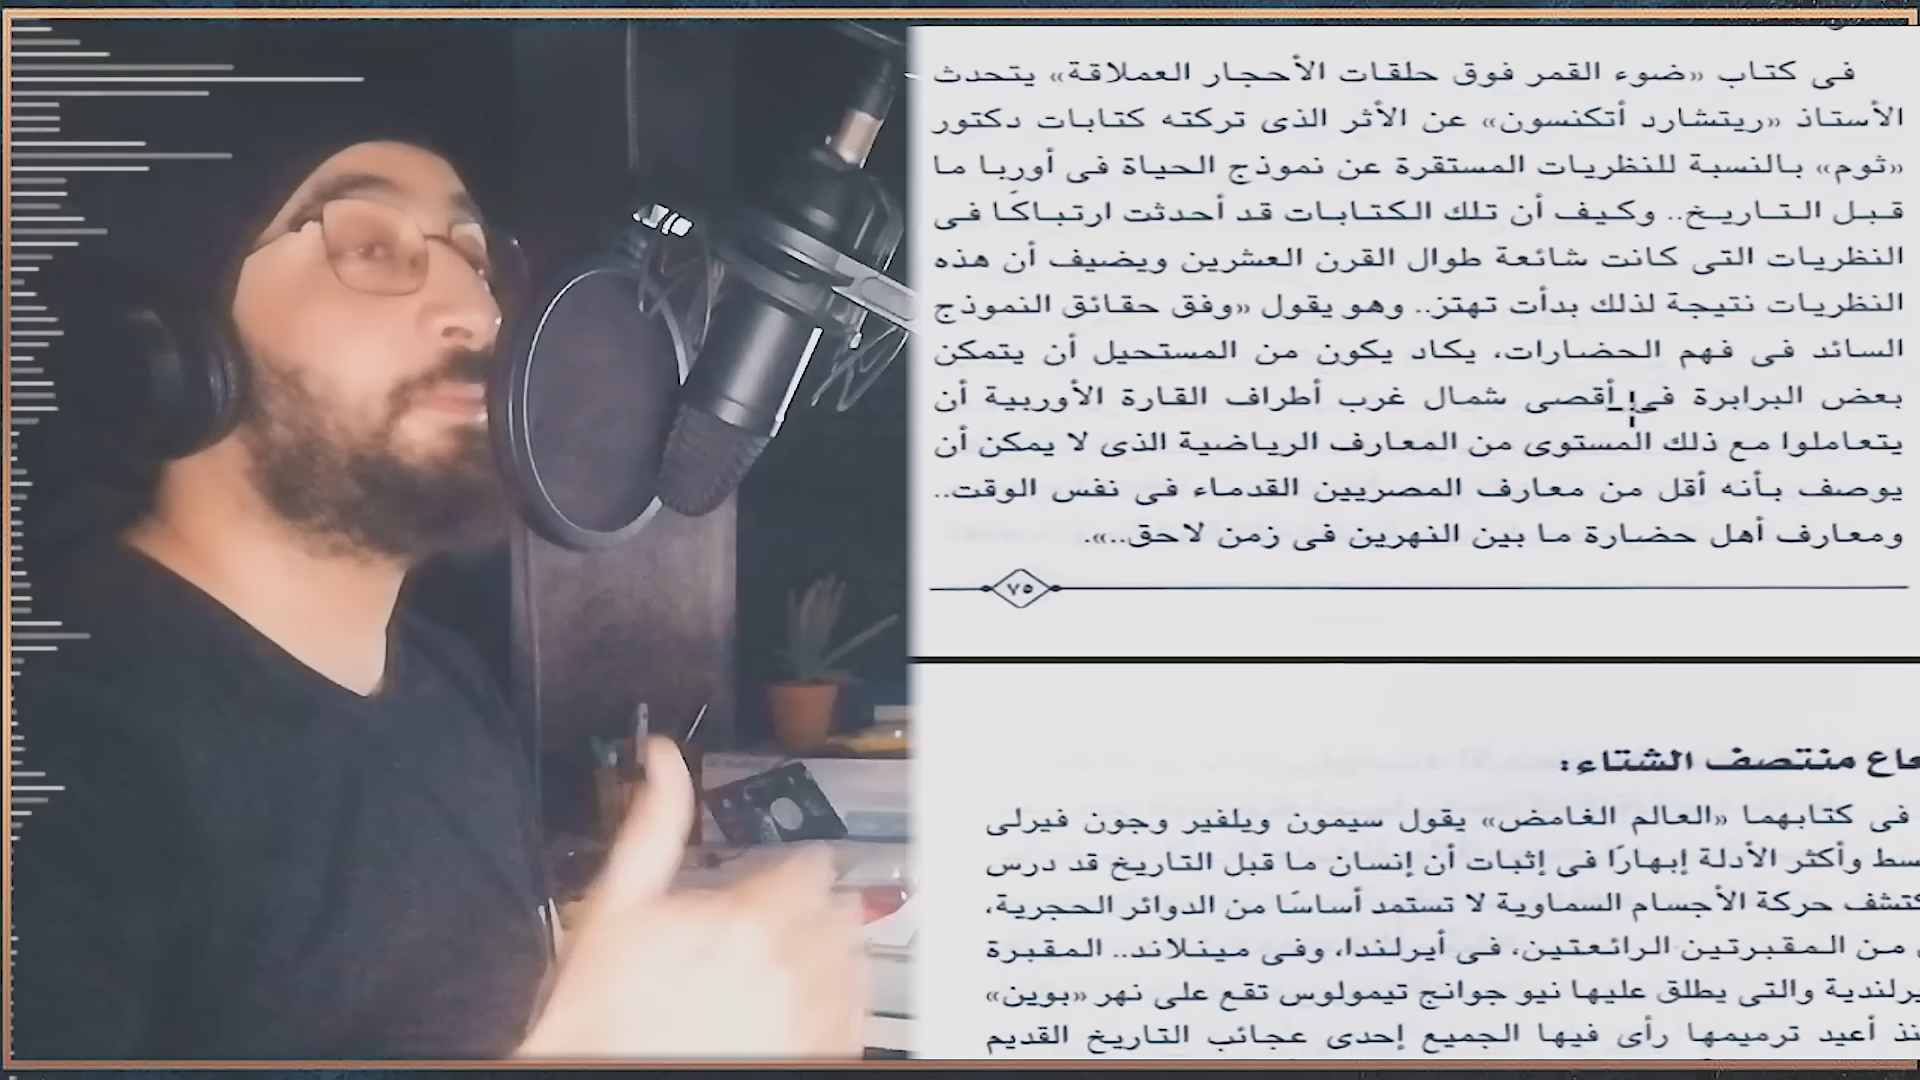 فى كتاب «ضوء القمر فوق حلقات الأحجار العملاقة» يتحدث
الأستاذ «ريتشارد أتكنسون» عن الأثر الذى تركته كتابات دكتور
«ثوم» بالنسبة للنظريات المستقرة عن نموذج الحياة فى أوربا ما
قبل التاريخ.. وكيف أن تلك الكتابات قد أحدثت ارتباكًا فى
النظريات التى كانت شائعة طوال القرن العشرين ويضيف أن هذه
النظريات نتيجة لذلك بدأت تهتز.. وهو يقول «وفق حقائق النموذج
السائد فى فهم الحضارات، يكاد يكون من المستحيل أن يتمكن
بعض البرابرة فى أقصى شمال غرب أطراف القارة الأوربية أن
يتعاملوا مع ذلك المستوى من المعارف الرياضية الذى لا يمكن أن
يوصف بأنه أقل من معارف المصريين القدماء فى نفس الوقت..
ومعارف أهل حضارة ما بين النهرين فى زمن لاحق..».
٧٥
منتصف الشتاء:
فى كتابهما «العالم الغامض» يقول سيمون ويلفير وجون فيرلى
وأكثر الأدلة إبهارًا فى إثبات أن إنسان ما قبل التاريخ قد درس
حركة الأجسام السماوية لا تستمد أساسًا من الدوائر الحجرية،
من المقبرتين الرائعتين، فى أيرلندا، وفى مينلاند.. المقبرة
والتى يطلق عليها نيو جوانج تيمولوس تقع على نهر «بوين»
أعيد ترميمها رأى فيها الجميع إحدى عجائب التاريخ القديم